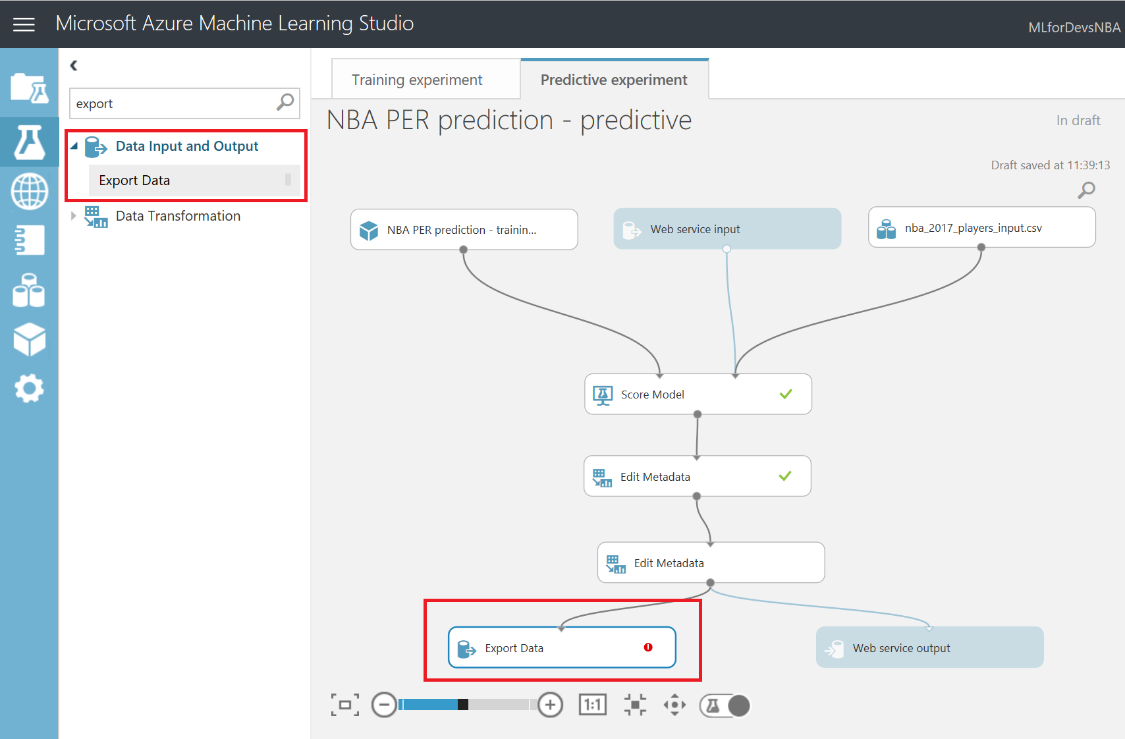 Microsoft Azure Machine Learning Studio
MLforDevsNBA
export
Data Input and Output
Export Data
Data Transformation
Training experiment
Predictive experiment
NBA PER prediction - predictive
In draft
Draft saved at 11:39:13
NBA PER prediction - trainin...
Web service input
nba_2017_players_input.csv
Score Model
Edit Metadata
Edit Metadata
Export Data
Web service output
1:1